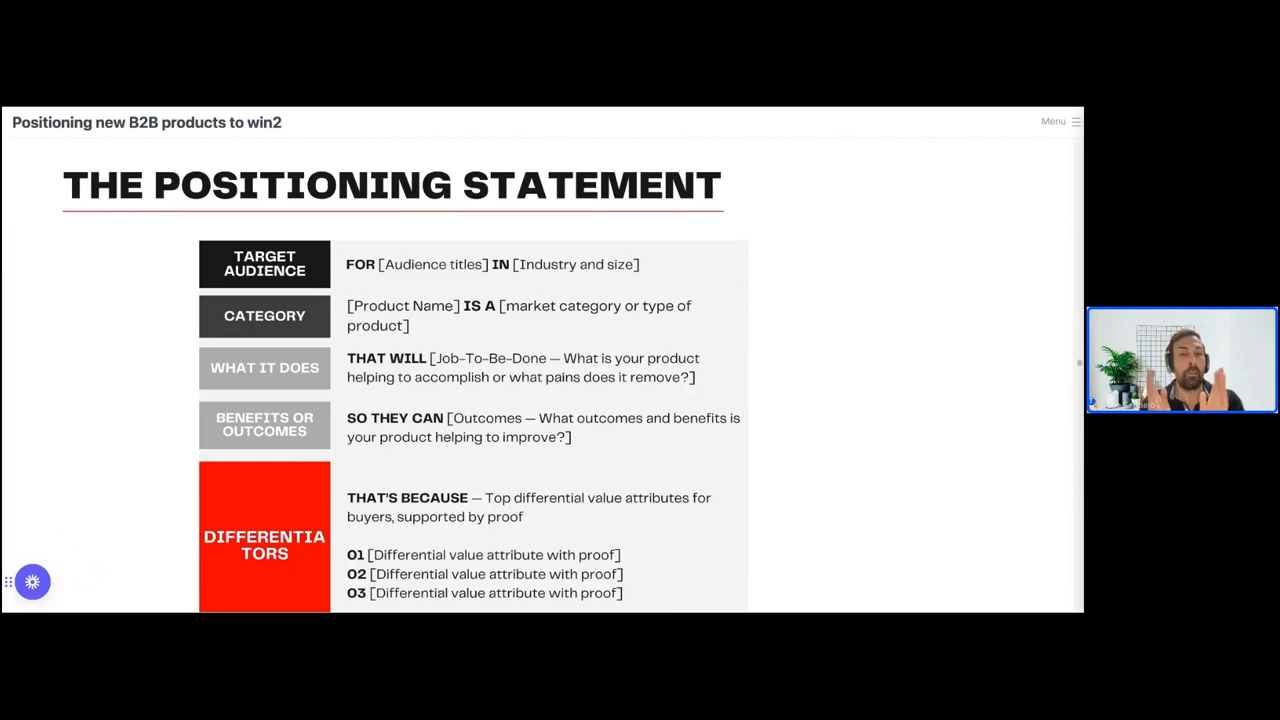 Positioning new B2B products to win2
Menu
THE POSITIONING STATEMENT
TARGET
AUDIENCE
FOR [Audience titles] IN [Industry and size]
CATEGORY
[Product Name] IS A [market category or type of
product]
WHAT IT DOES
THAT WILL [Job-To-Be-Done — What is your product
helping to accomplish or what pains does it remove?]
BENEFITS OR
OUTCOMES
SO THEY CAN [Outcomes — What outcomes and benefits is
your product helping to improve?]
DIFFERENTIA
TORS
THAT'S BECAUSE — Top differential value attributes for
buyers, supported by proof
01 [Differential value attribute with proof]
02 [Differential value attribute with proof]
03 [Differential value attribute with proof]